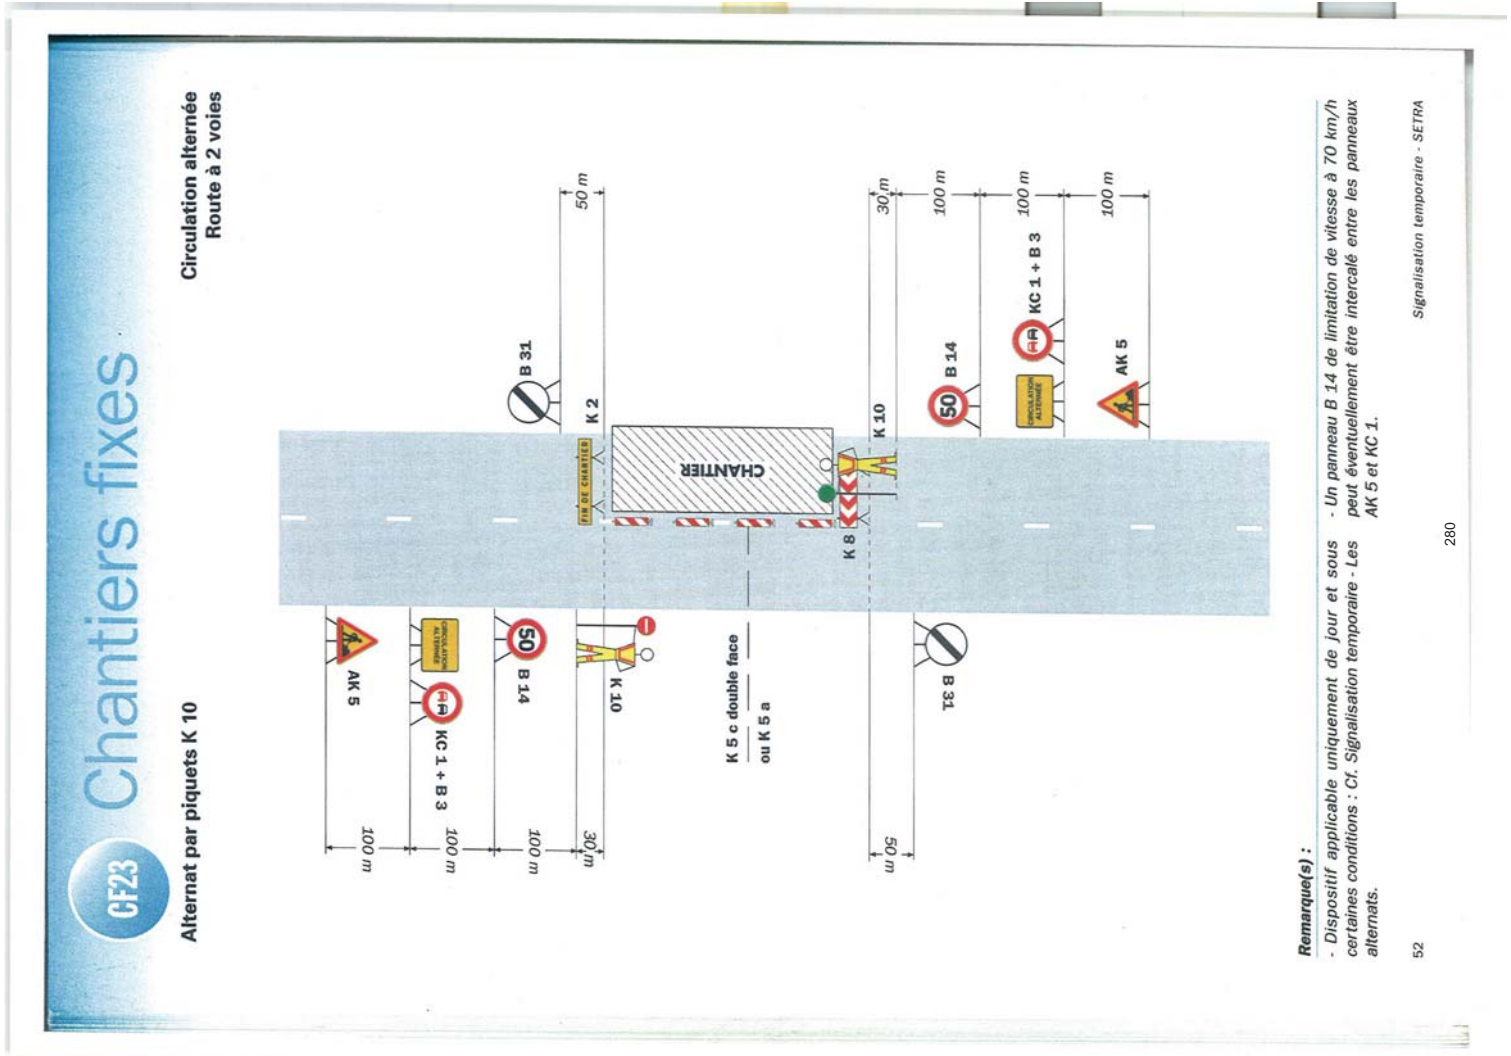 CF23 Chantiers fixes
Alternat par piquets K 10
Circulation alternée
Route à 2 voies
100 m
100 m
100 m
30 m
AK 5
CIRCULATION
ALTERNÉE
KC 1 + B 3
50
B 14
K 10
B 31
50 m
FIN DE CHANTIER
K 2
CHANTIER
K 5 c double face
ou K 5 a
K 8
K 10
30 m
100 m
100 m
100 m
50
B 14
CIRCULATION
ALTERNÉE
KC 1 + B 3
AK 5
B 31
50 m
Remarque(s) :
- Dispositif applicable uniquement de jour et sous
certaines conditions : Cf. Signalisation temporaire - Les
alternats.
- Un panneau B 14 de limitation de vitesse à 70 km/h
peut éventuellement être intercalé entre les panneaux
AK 5 et KC 1.
52
Signalisation temporaire - SETRA
280